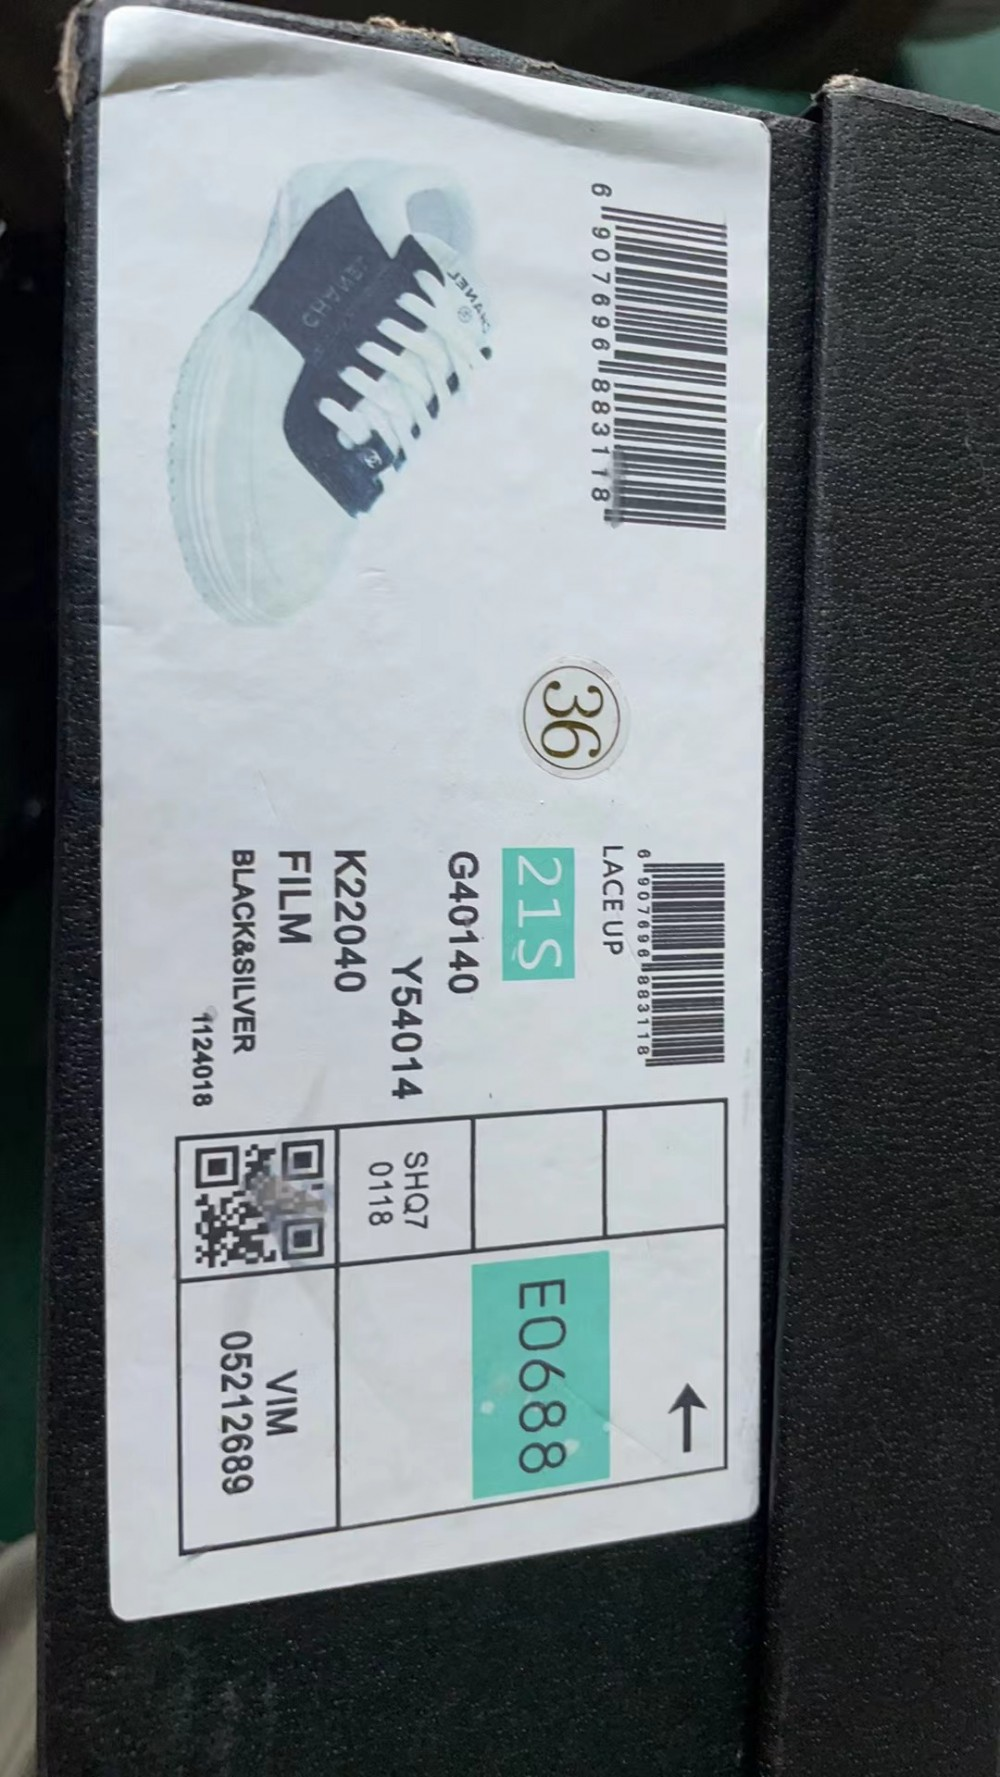 CHANEL
CHANEL
6 907696 883118
36
6 907696 883118
LACE UP
21S
G40140
Y54014
K22040
FILM
BLACK&SILVER
1124018
SHQ7
0118
E0688
VIM
05212689